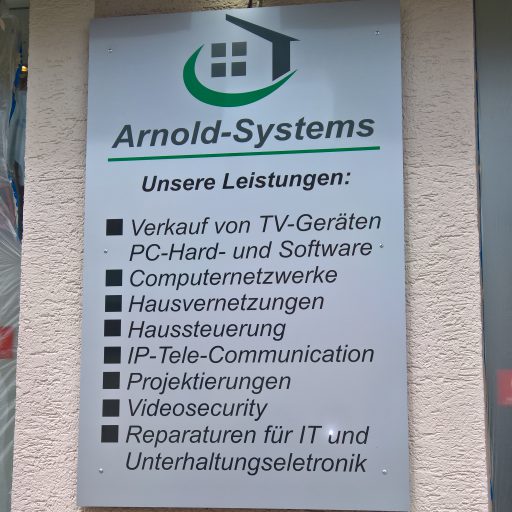 Arnold-Systems
Unsere Leistungen:
Verkauf von TV-Geräten
PC-Hard- und Software
Computernetzwerke
Hausvernetzungen
Haussteuerung
IP-Tele-Communication
Projektierungen
Videosecurity
Reparaturen für IT und
Unterhaltungseletronik